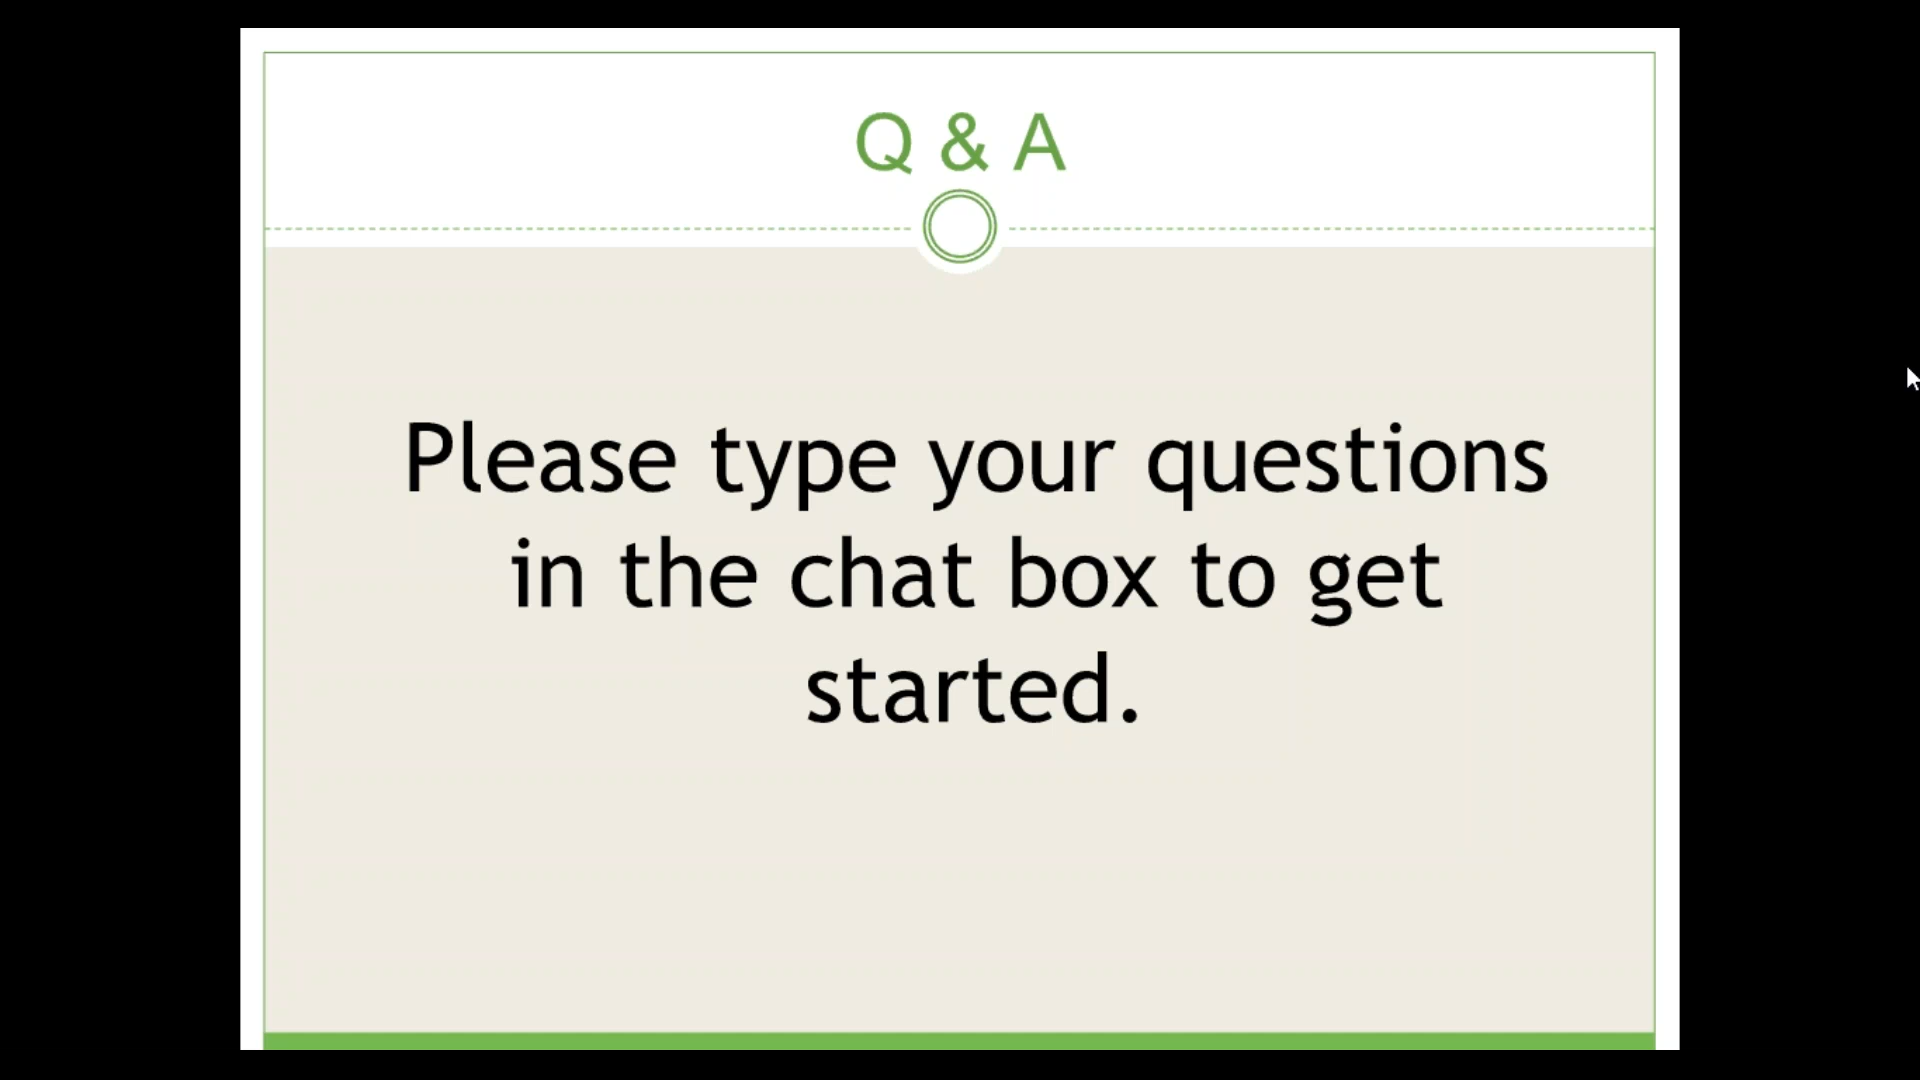 Q & A
Please type your questions
in the chat box to get
started.